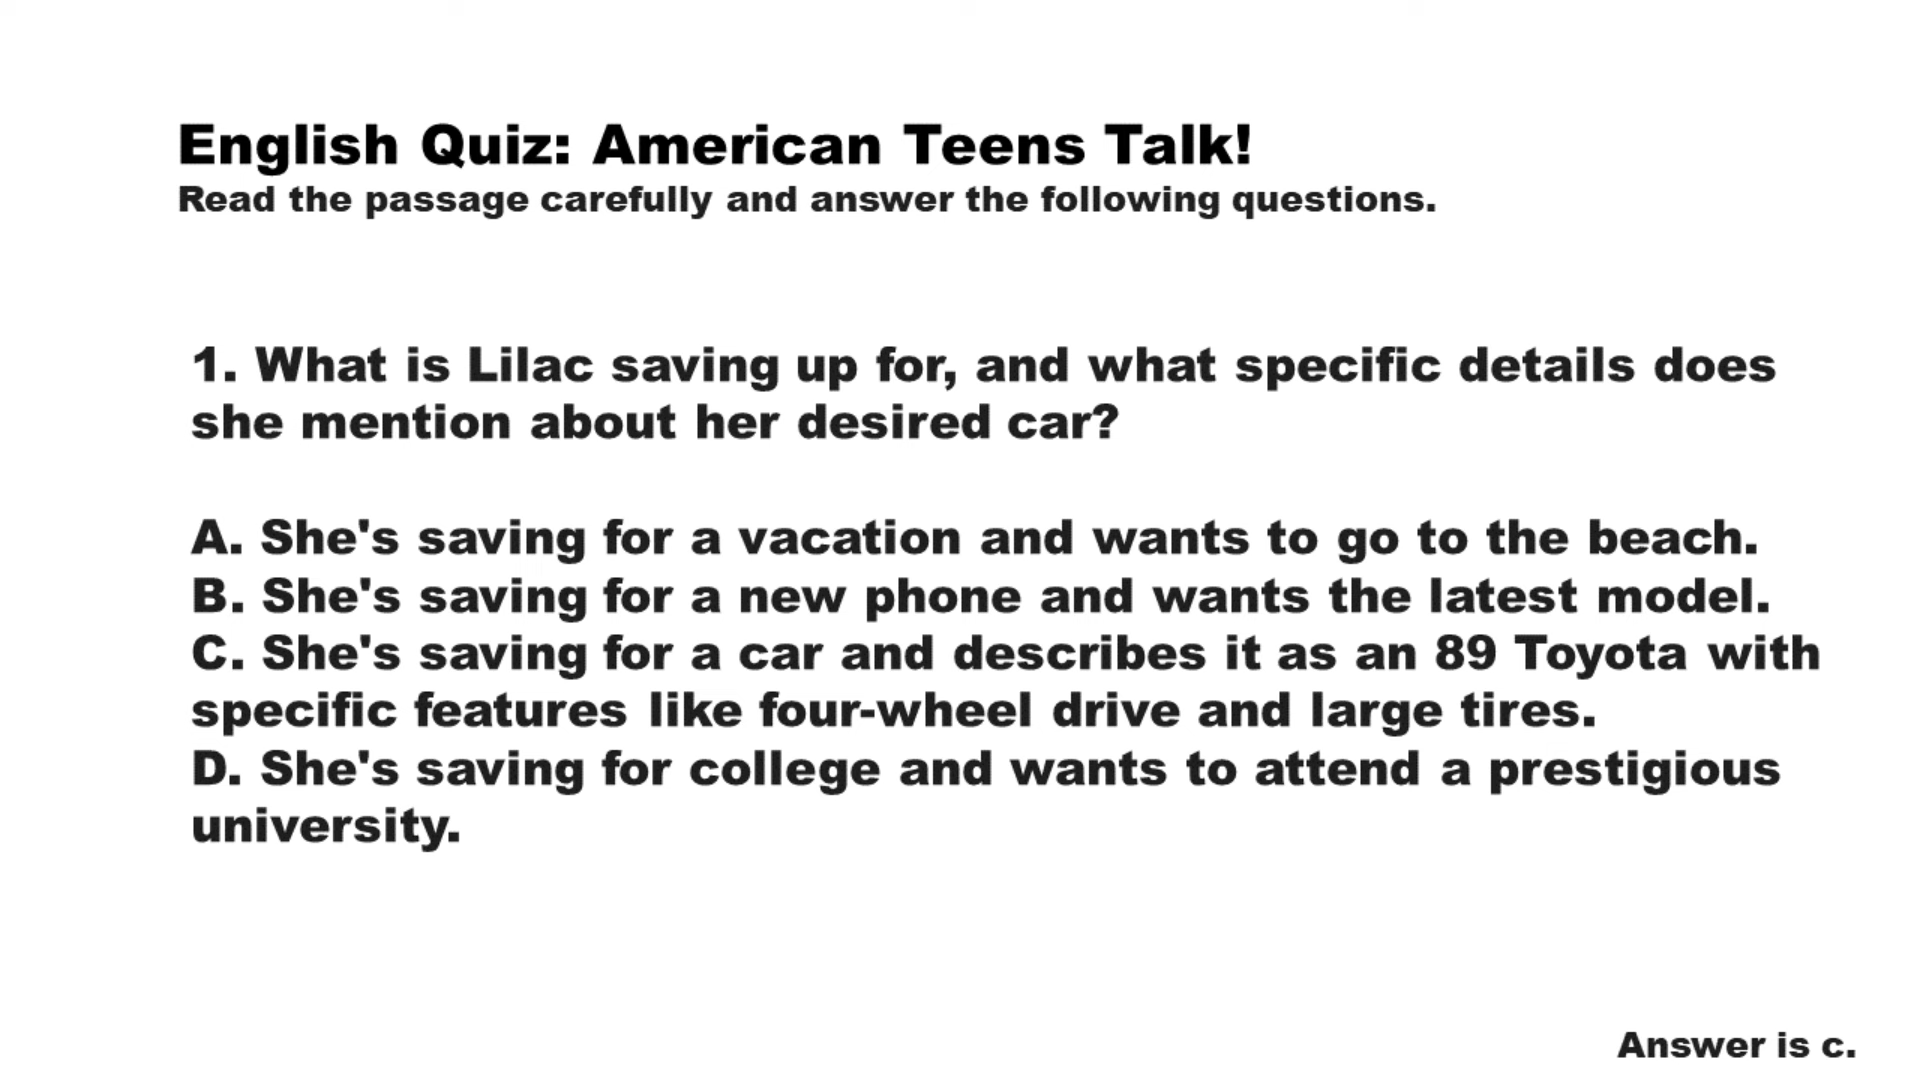 English Quiz: American Teens Talk!
Read the passage carefully and answer the following questions.
1. What is Lilac saving up for, and what specific details does
she mention about her desired car?
A. She's saving for a vacation and wants to go to the beach.
B. She's saving for a new phone and wants the latest model.
C. She's saving for a car and describes it as an 89 Toyota with
specific features like four-wheel drive and large tires.
D. She's saving for college and wants to attend a prestigious
university.
Answer is c.